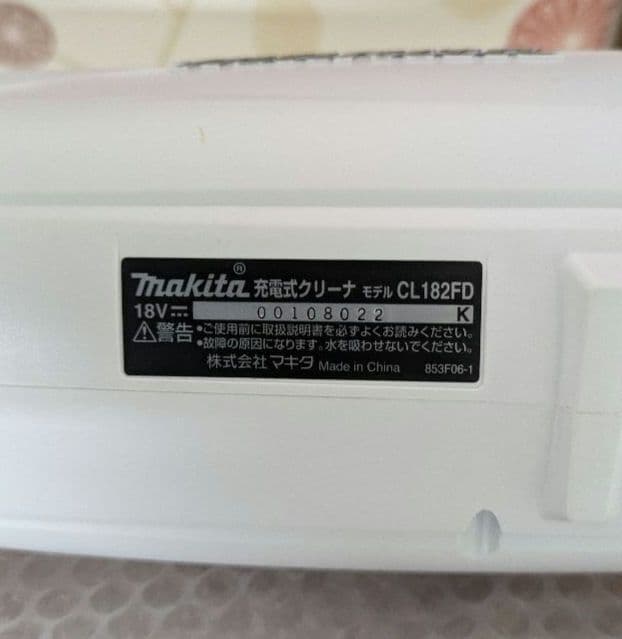 makita® 充電式クリーナ モデル CL182FD
18V⎓ 00108022 K
⚠警告 •ご使用前に取扱説明書を必ずよくお読みください。
•故障の原因になります。水を吸わせないでください。
株式会社マキタ Made in China 853F06-1